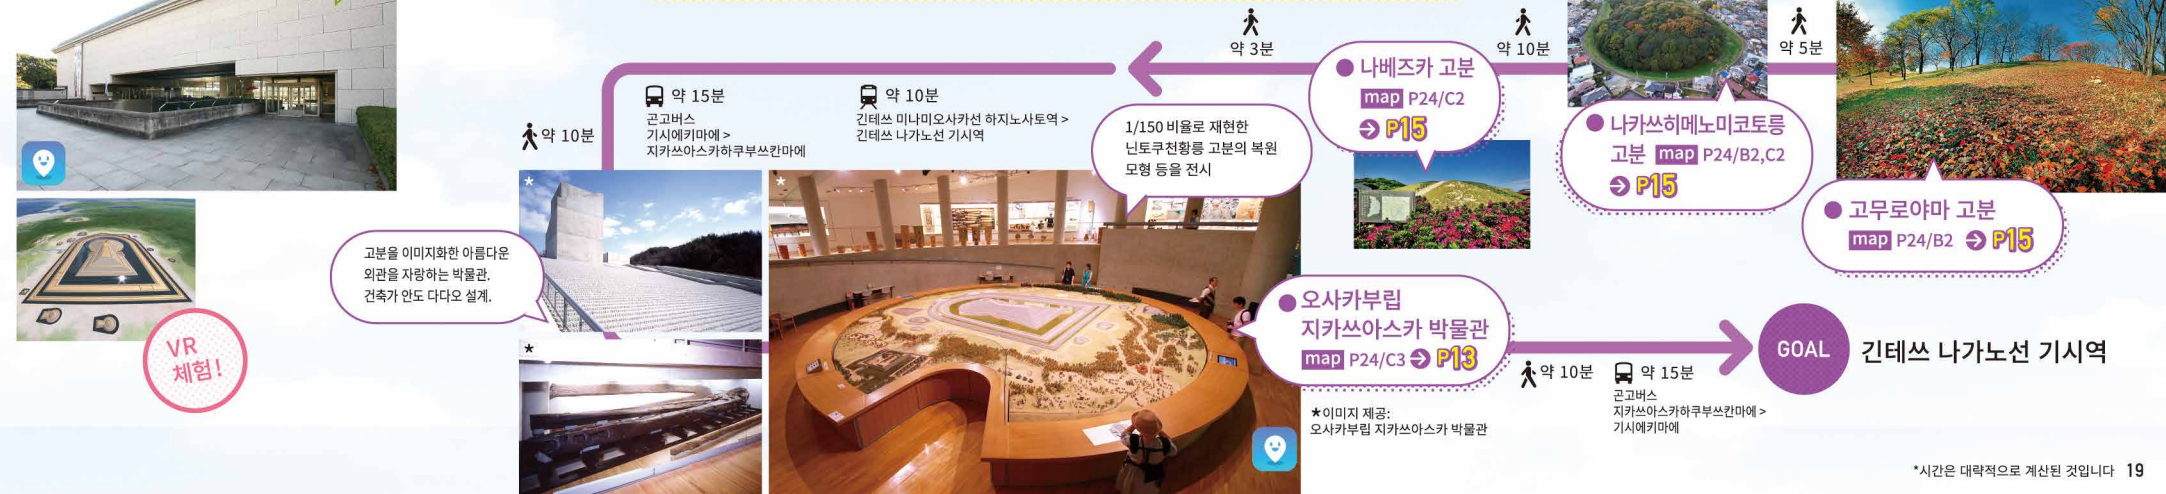 약 5분
약 10분
약 3분
● 고무로야마 고분
map P24/B2 → P15
● 나카쓰히메노미코토릉
고분 map P24/B2,C2
→ P15
● 나베즈카 고분
map P24/C2
→ P15
약 10분
긴테쓰 미나미오사카선 하지노사토역 >
긴테쓰 나가노선 기시역
약 15분
곤고버스
기시에키마에 >
지카쓰아스카하쿠부쓰칸마에
약 10분
1/150 비율로 재현한
닌토쿠천황릉 고분의 복원
모형 등을 전시
고분을 이미지화한 아름다운
외관을 자랑하는 박물관.
건축가 안도 다다오 설계.
VR
체험!
★
★
★
● 오사카부립
지카쓰아스카 박물관
map P24/C3 → P13
★이미지 제공:
오사카부립 지카쓰아스카 박물관
약 10분
약 15분
곤고버스
지카쓰아스카하쿠부쓰칸마에 >
기시에키마에
GOAL
긴테쓰 나가노선 기시역
*시간은 대략적으로 계산된 것입니다 19